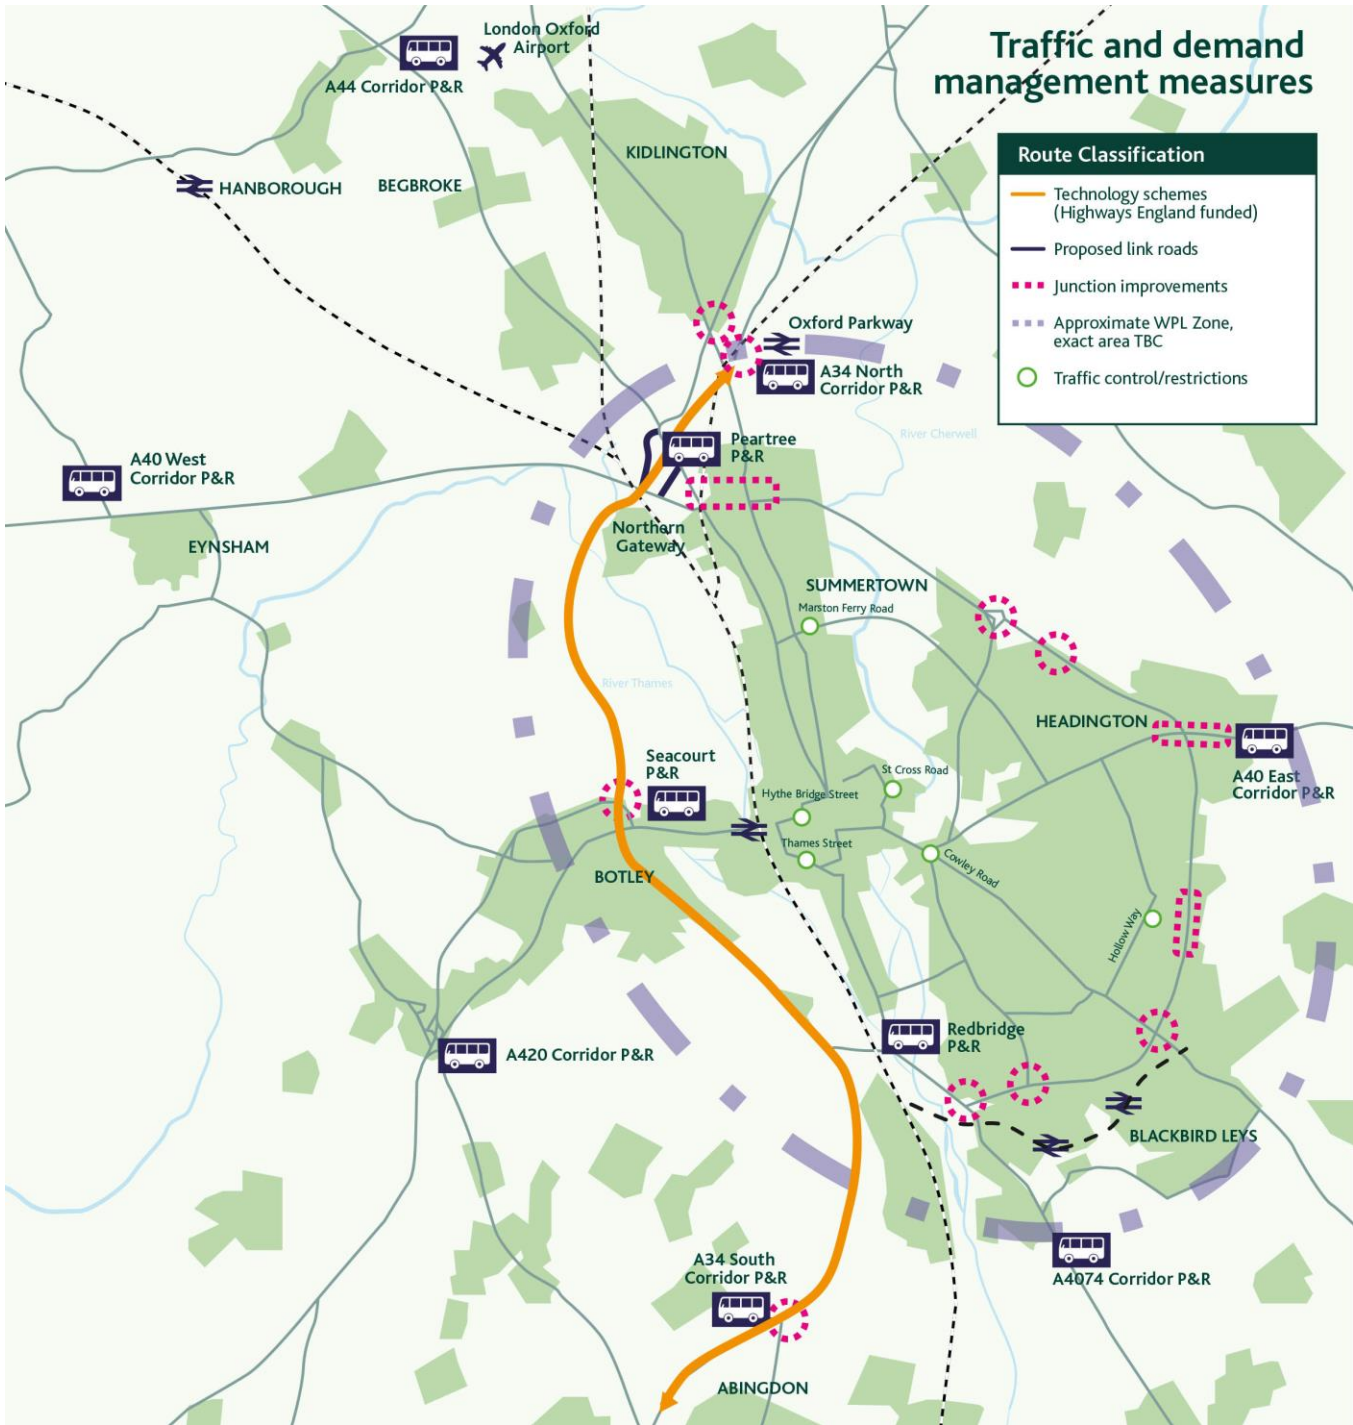 Traffic and demand
management measures
London Oxford
Airport
A44 Corridor P&R
KIDLINGTON
HANBOROUGH
BEGBROKE
Route Classification
Technology schemes
(Highways England funded)
Proposed link roads
Junction improvements
Approximate WPL Zone,
exact area TBC
Traffic control/restrictions
Oxford Parkway
A34 North
Corridor P&R
River Cherwell
Peartree
P&R
A40 West
Corridor P&R
EYNSHAM
Northern
Gateway
SUMMERTOWN
Marston Ferry Road
River Thames
HEADINGTON
Seacourt
P&R
St Cross Road
Hythe Bridge Street
A40 East
Corridor P&R
Thames Street
Cowley Road
BOTLEY
Hollow Way
Redbridge
P&R
A420 Corridor P&R
BLACKBIRD LEYS
A34 South
Corridor P&R
A4074 Corridor P&R
ABINGDON